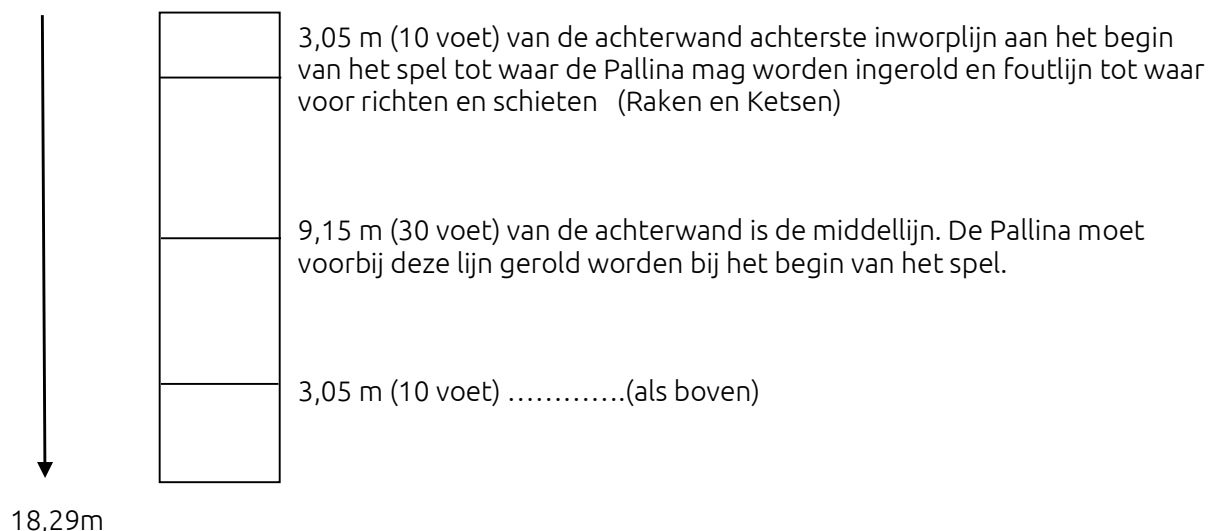 3,05 m (10 voet) van de achterwand achterste inworplijn aan het begin
van het spel tot waar de Pallina mag worden ingerold en foutlijn tot waar
voor richten en schieten (Raken en Ketsen)
9,15 m (30 voet) van de achterwand is de middellijn. De Pallina moet
voorbij deze lijn gerold worden bij het begin van het spel.
3,05 m (10 voet) ………….(als boven)
18,29m